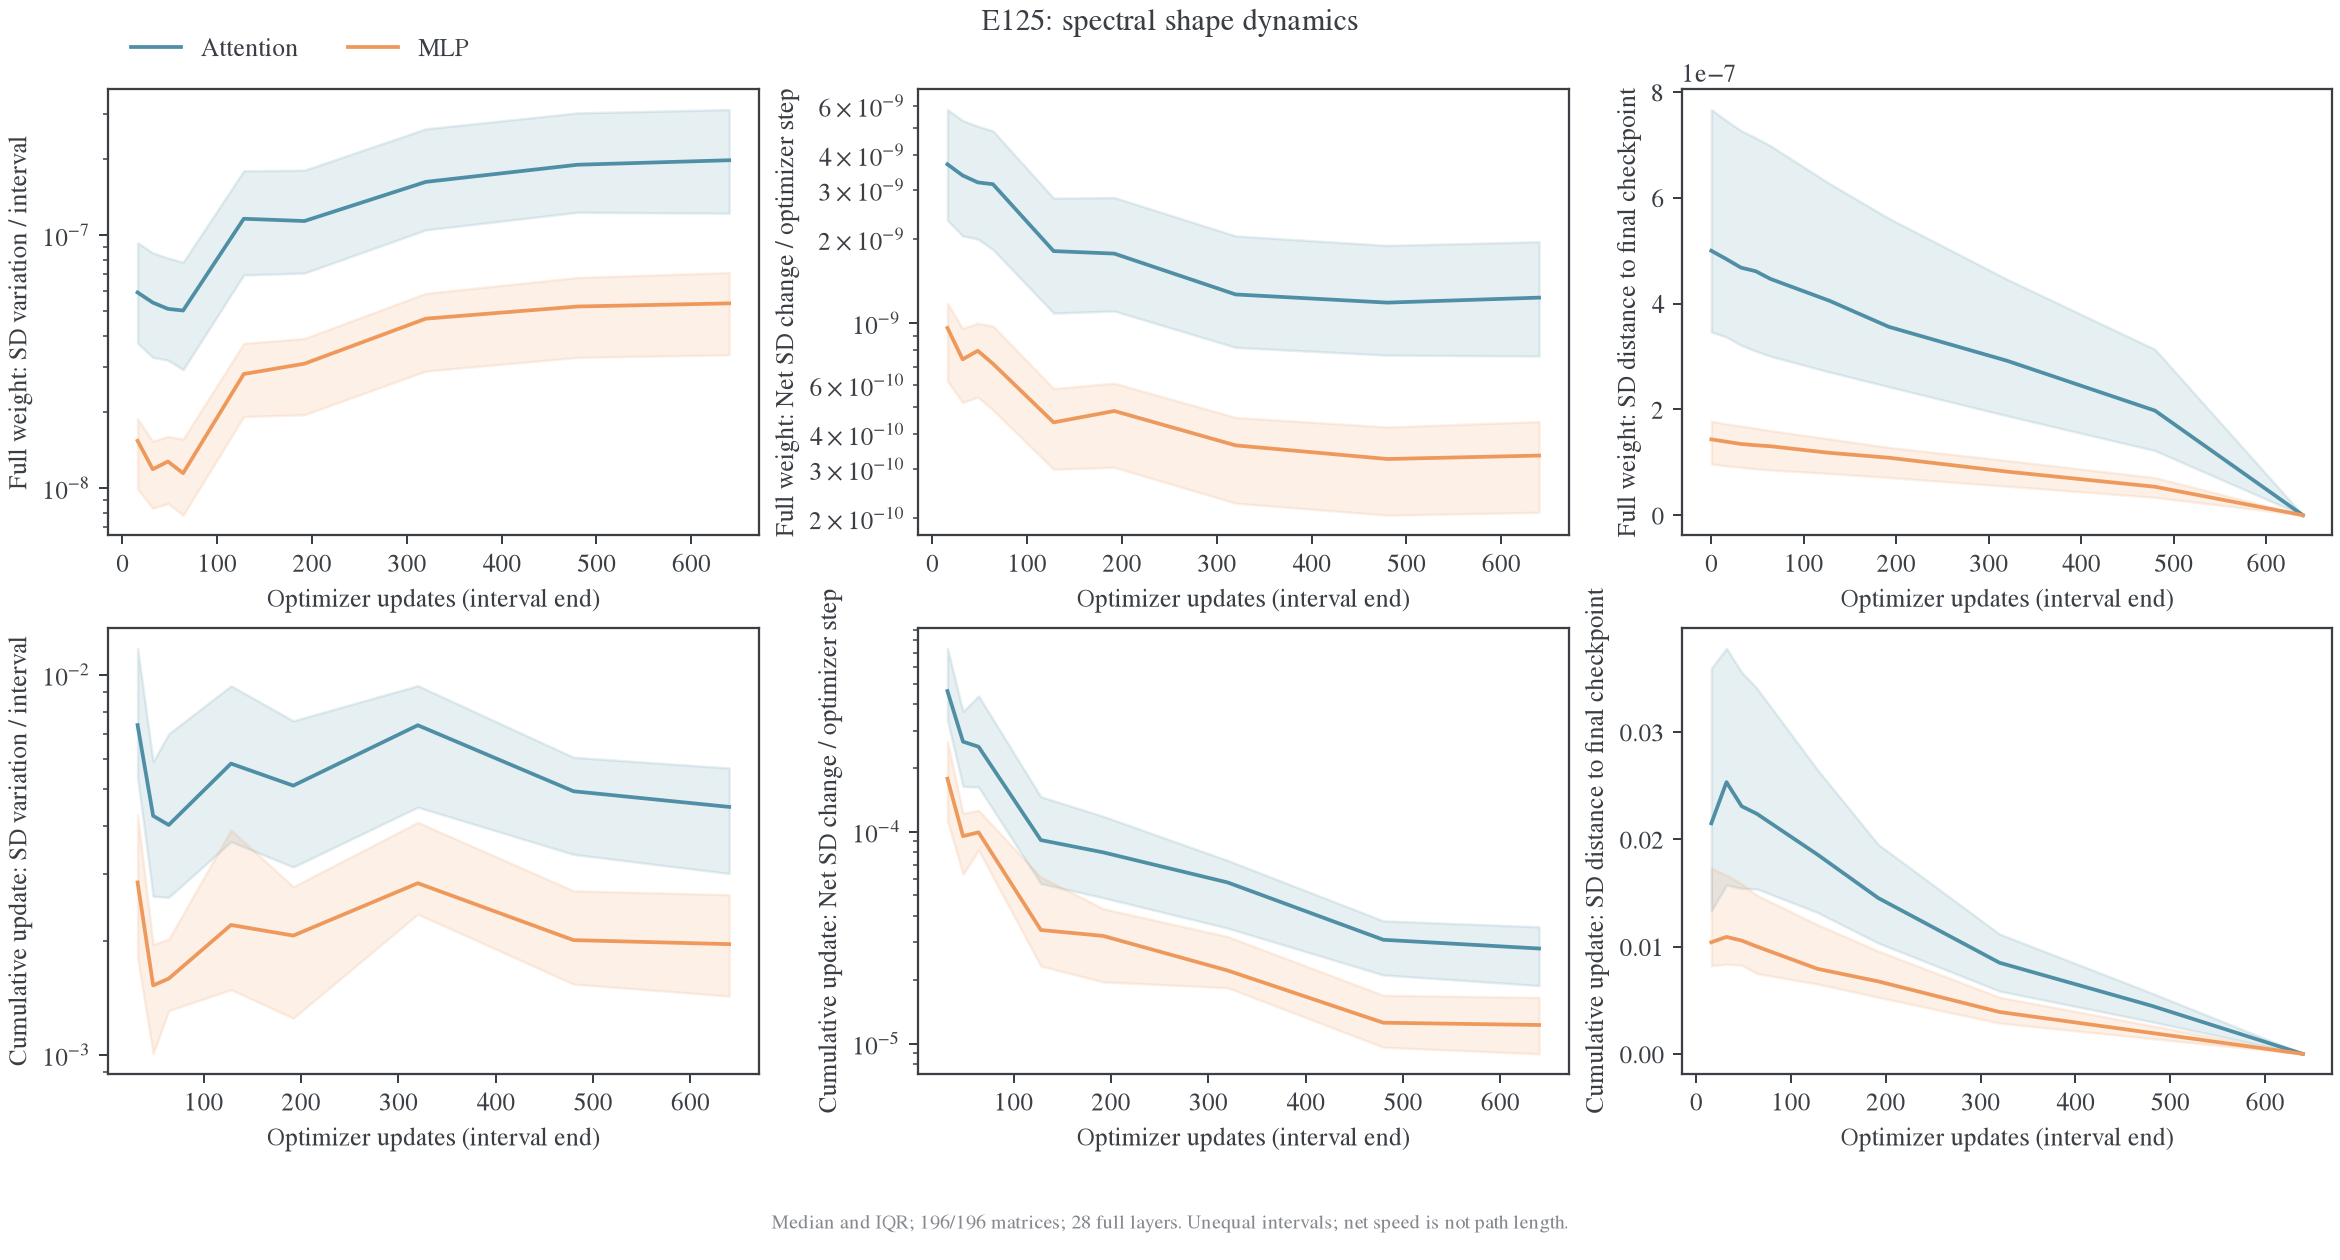 E125: spectral shape dynamics
Attention
MLP
Full weight: SD variation / interval
10⁻⁷
10⁻⁸
0 100 200 300 400 500 600
Optimizer updates (interval end)
Full weight: Net SD change / optimizer step
6 × 10⁻⁹
4 × 10⁻⁹
3 × 10⁻⁹
2 × 10⁻⁹
10⁻⁹
6 × 10⁻¹⁰
4 × 10⁻¹⁰
3 × 10⁻¹⁰
2 × 10⁻¹⁰
0 100 200 300 400 500 600
Optimizer updates (interval end)
Full weight: SD distance to final checkpoint
1e−7
8
6
4
2
0
0 100 200 300 400 500 600
Optimizer updates (interval end)
Cumulative update: SD variation / interval
10⁻²
10⁻³
100 200 300 400 500 600
Optimizer updates (interval end)
Cumulative update: Net SD change / optimizer step
10⁻⁴
10⁻⁵
100 200 300 400 500 600
Optimizer updates (interval end)
Cumulative update: SD distance to final checkpoint
0.03
0.02
0.01
0.00
0 100 200 300 400 500 600
Optimizer updates (interval end)
Median and IQR; 196/196 matrices; 28 full layers. Unequal intervals; net speed is not path length.